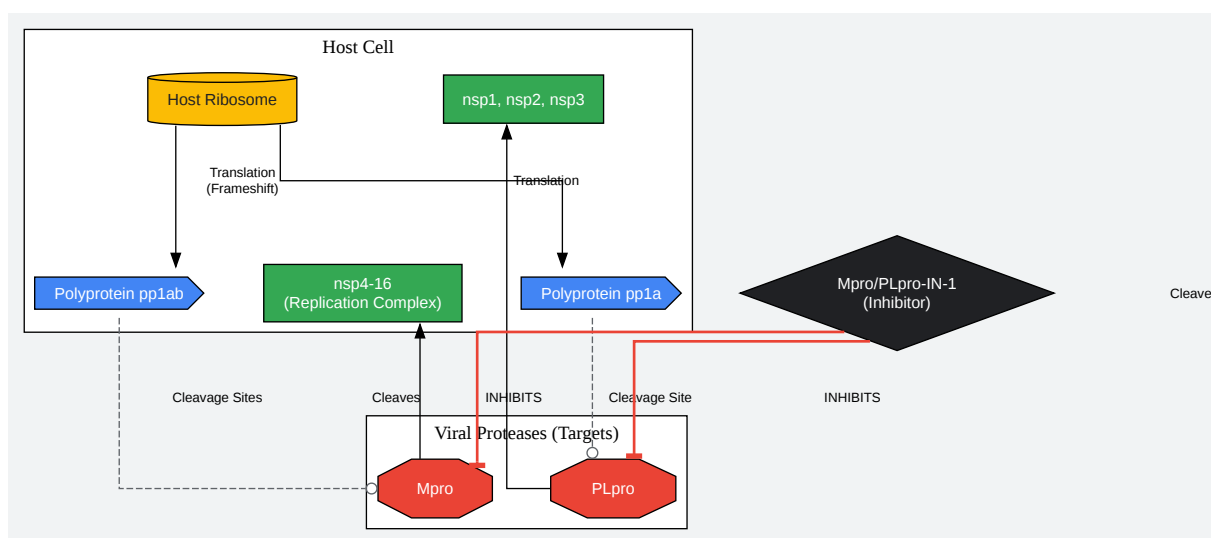 Host Cell
Host Ribosome
nsp1, nsp2, nsp3
Translation
(Frameshift)
Translation
Polyprotein pp1ab
nsp4-16
(Replication Complex)
Polyprotein pp1a
Mpro/PLpro-IN-1
(Inhibitor)
Cleave
Cleavage Sites
Cleaves
INHIBITS
Cleavage Site
INHIBITS
Viral Proteases (Targets)
Mpro
PLpro